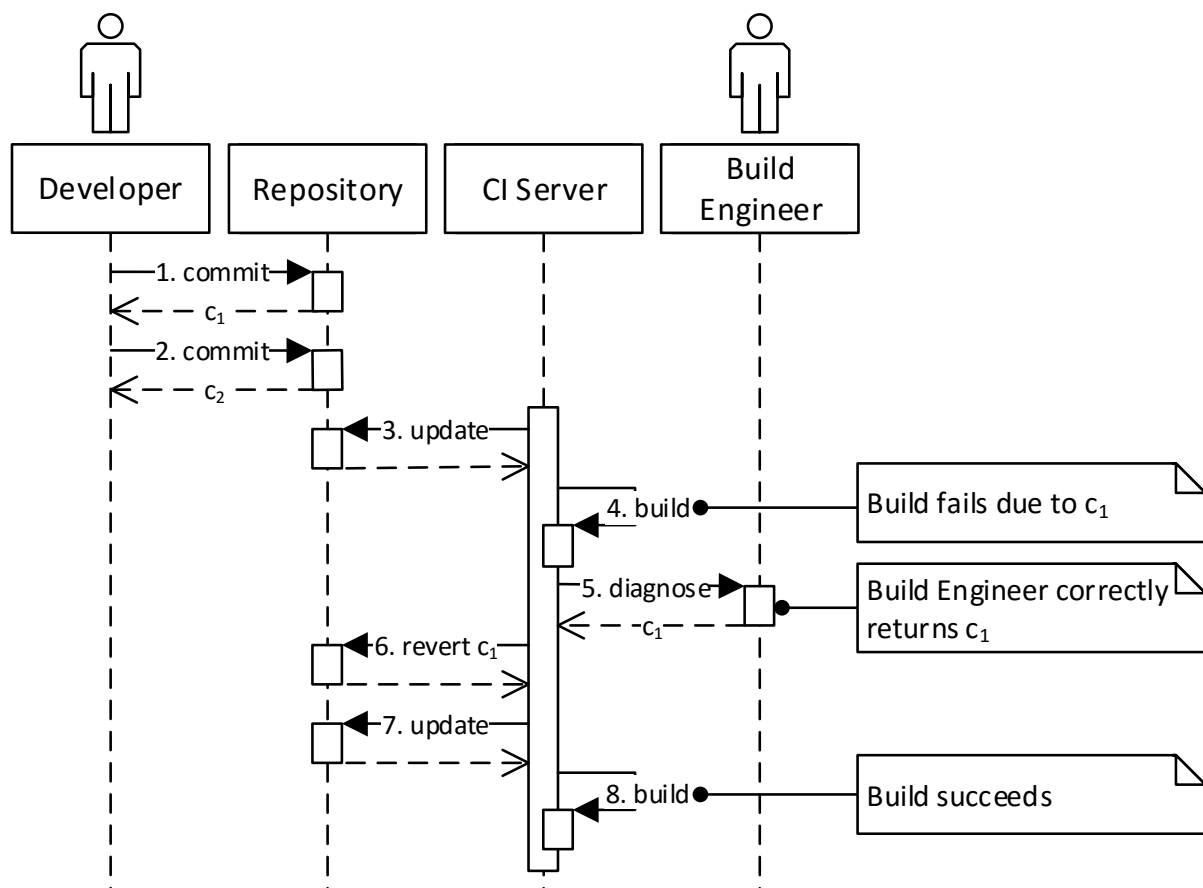 Developer
Repository
CI Server
Build
Engineer
1. commit
c₁
2. commit
c₂
3. update
4. build
Build fails due to c₁
5. diagnose
c₁
Build Engineer correctly
returns c₁
6. revert c₁
7. update
8. build
Build succeeds